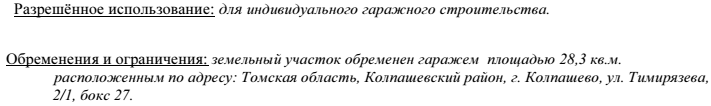 Разрешённое использование: для индивидуального гаражного строительства.
Обременения и ограничения: земельный участок обременен гаражем площадью 28,3 кв.м.
расположенным по адресу: Томская область, Колпашевский район, г. Колпашево, ул. Тимирязева,
2/1, бокс 27.